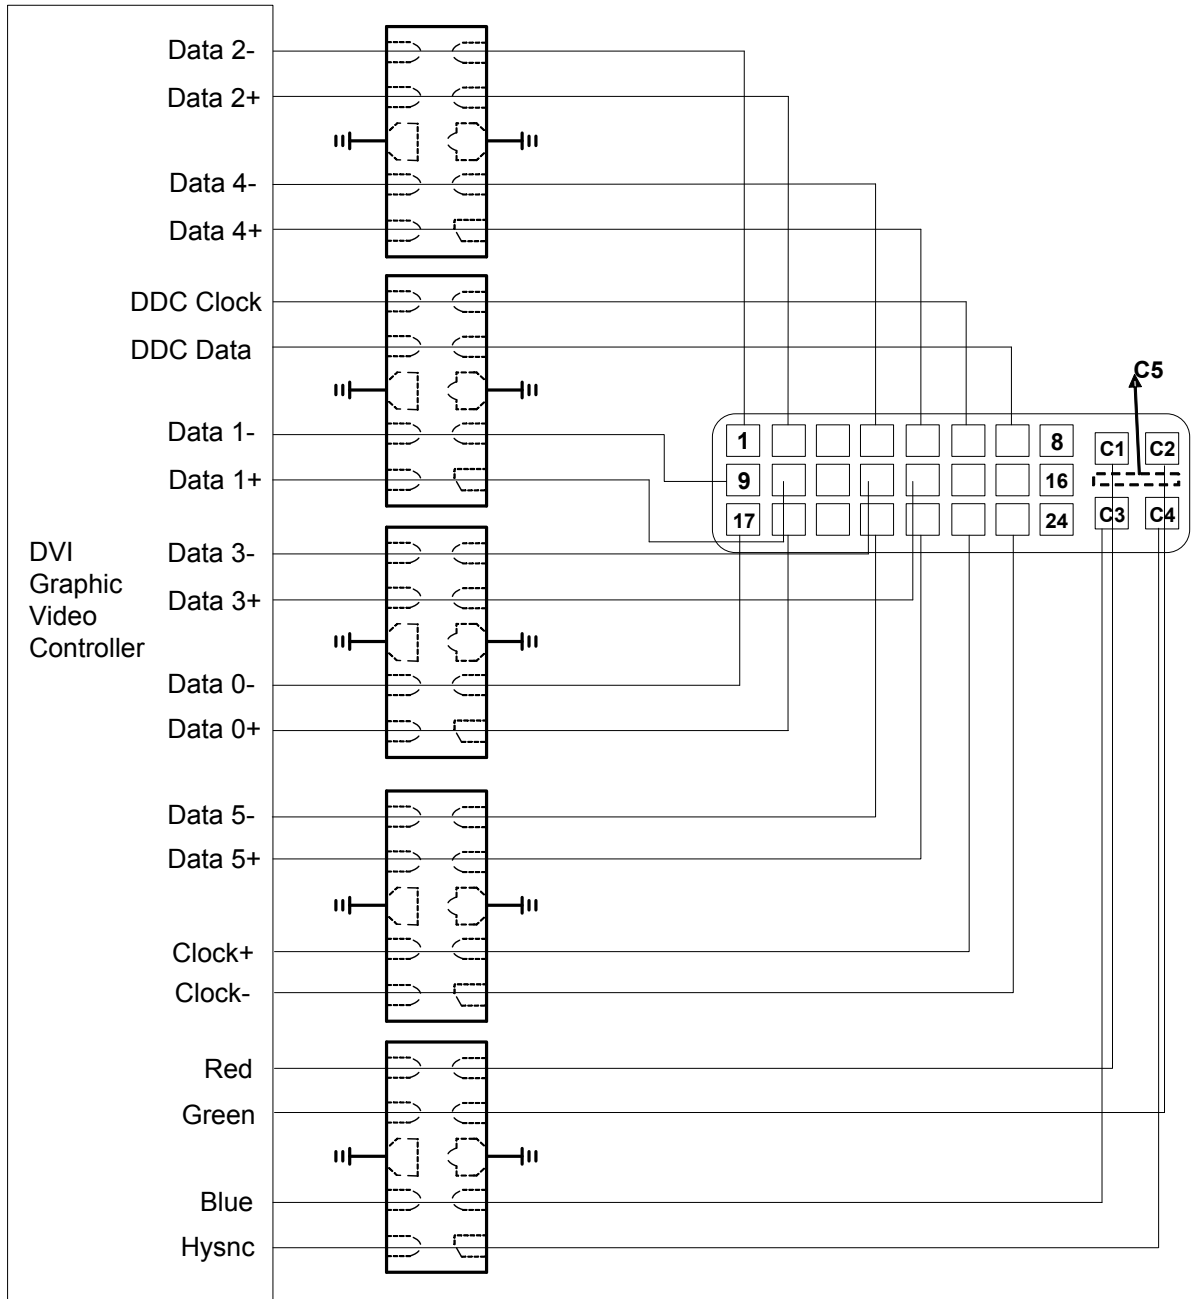 Data 2-
Data 2+
Data 4-
Data 4+
DDC Clock
DDC Data
C5
Data 1-
Data 1+
1 8 C1 C2
9 16
17 24 C3 C4
DVI
Graphic
Video
Controller
Data 3-
Data 3+
Data 0-
Data 0+
Data 5-
Data 5+
Clock+
Clock-
Red
Green
Blue
Hysnc